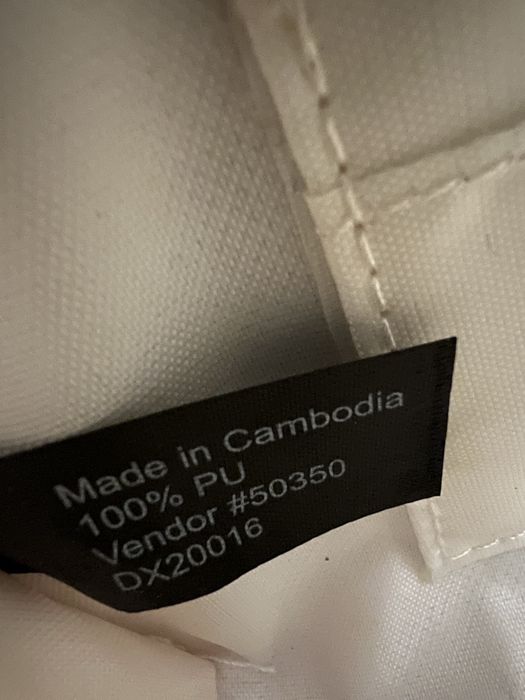 Made in Cambodia
100% PU
Vendor #50350
DX20016